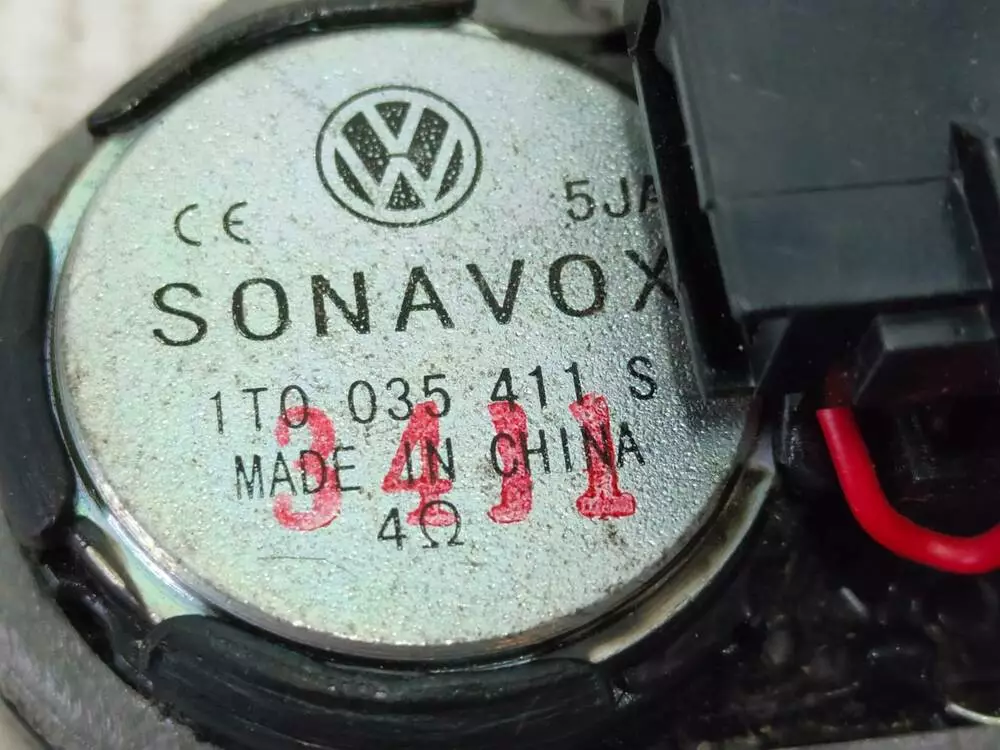 CE
5JA
SONAVOX
1T0 035 411 S
3411
MADE IN CHINA
4Ω